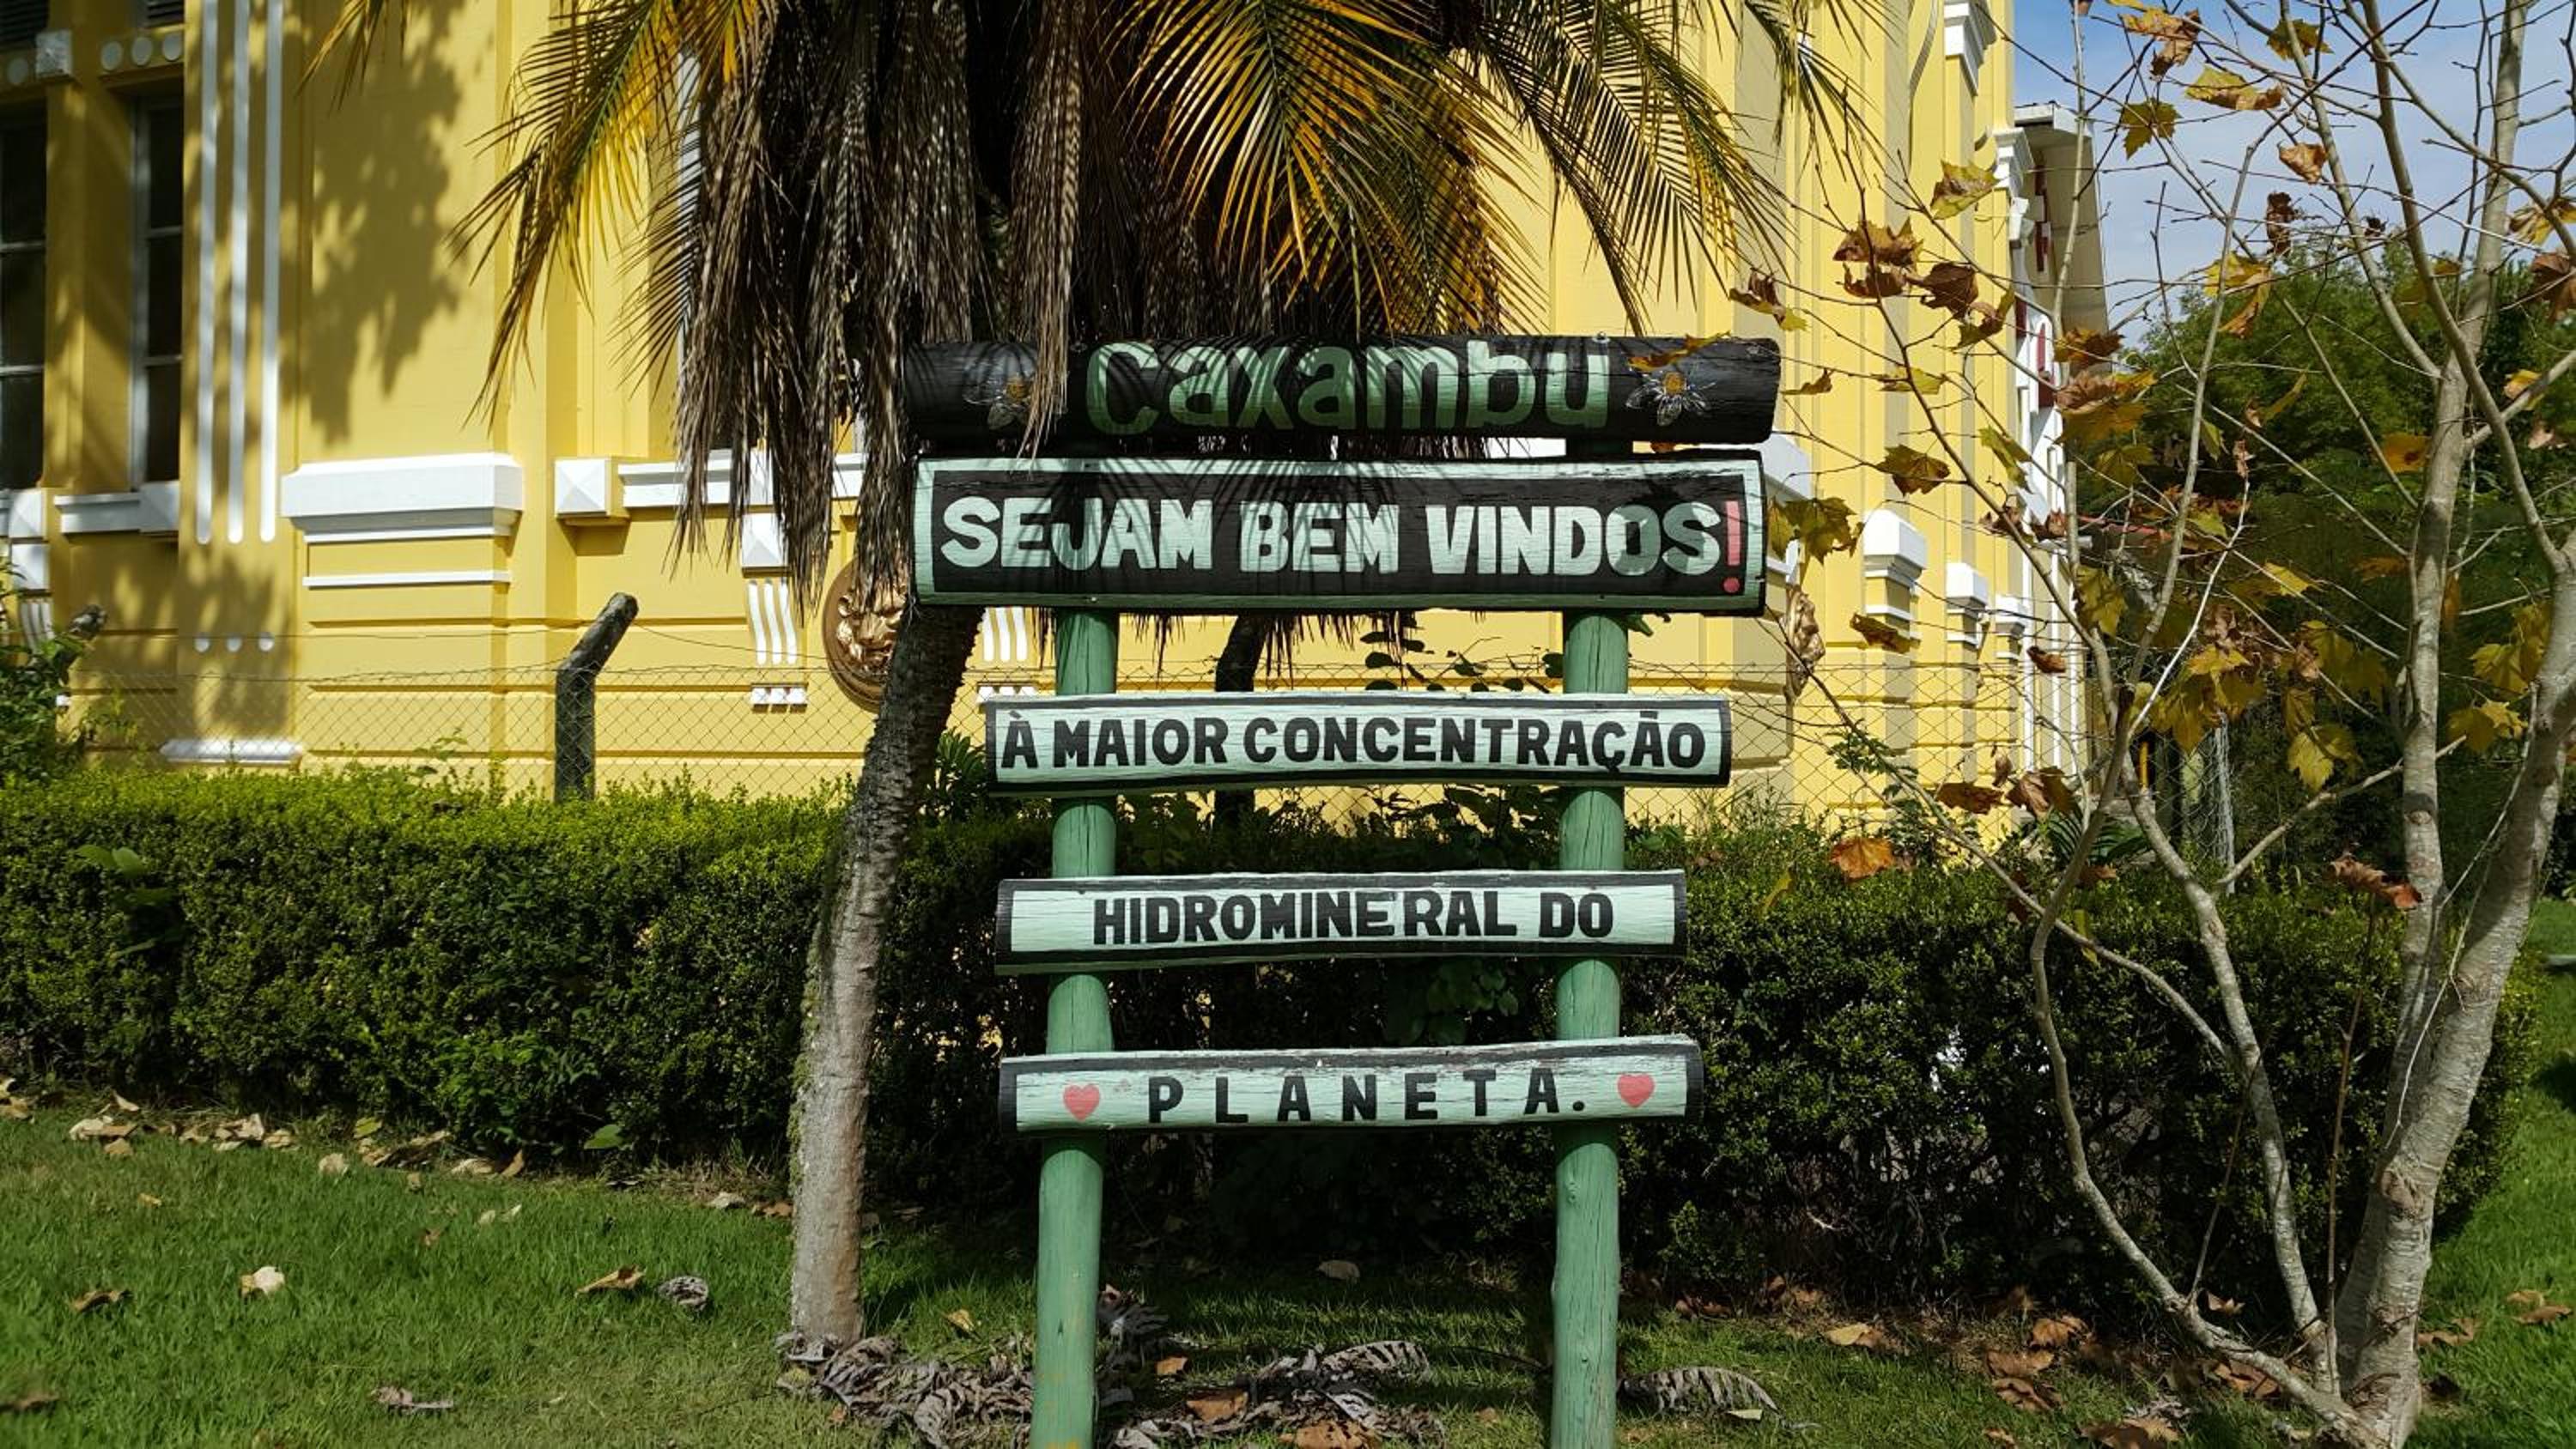 Caxambu
SEJAM BEM VINDOS!
À MAIOR CONCENTRAÇÃO
HIDROMINERAL DO
PLANETA.